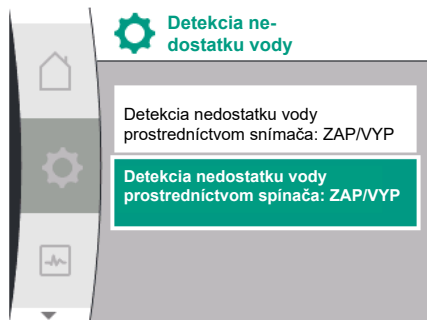 Detekcia ne-
dostatku vody
Detekcia nedostatku vody
prostredníctvom snímača: ZAP/VYP
Detekcia nedostatku vody
prostredníctvom spínača: ZAP/VYP